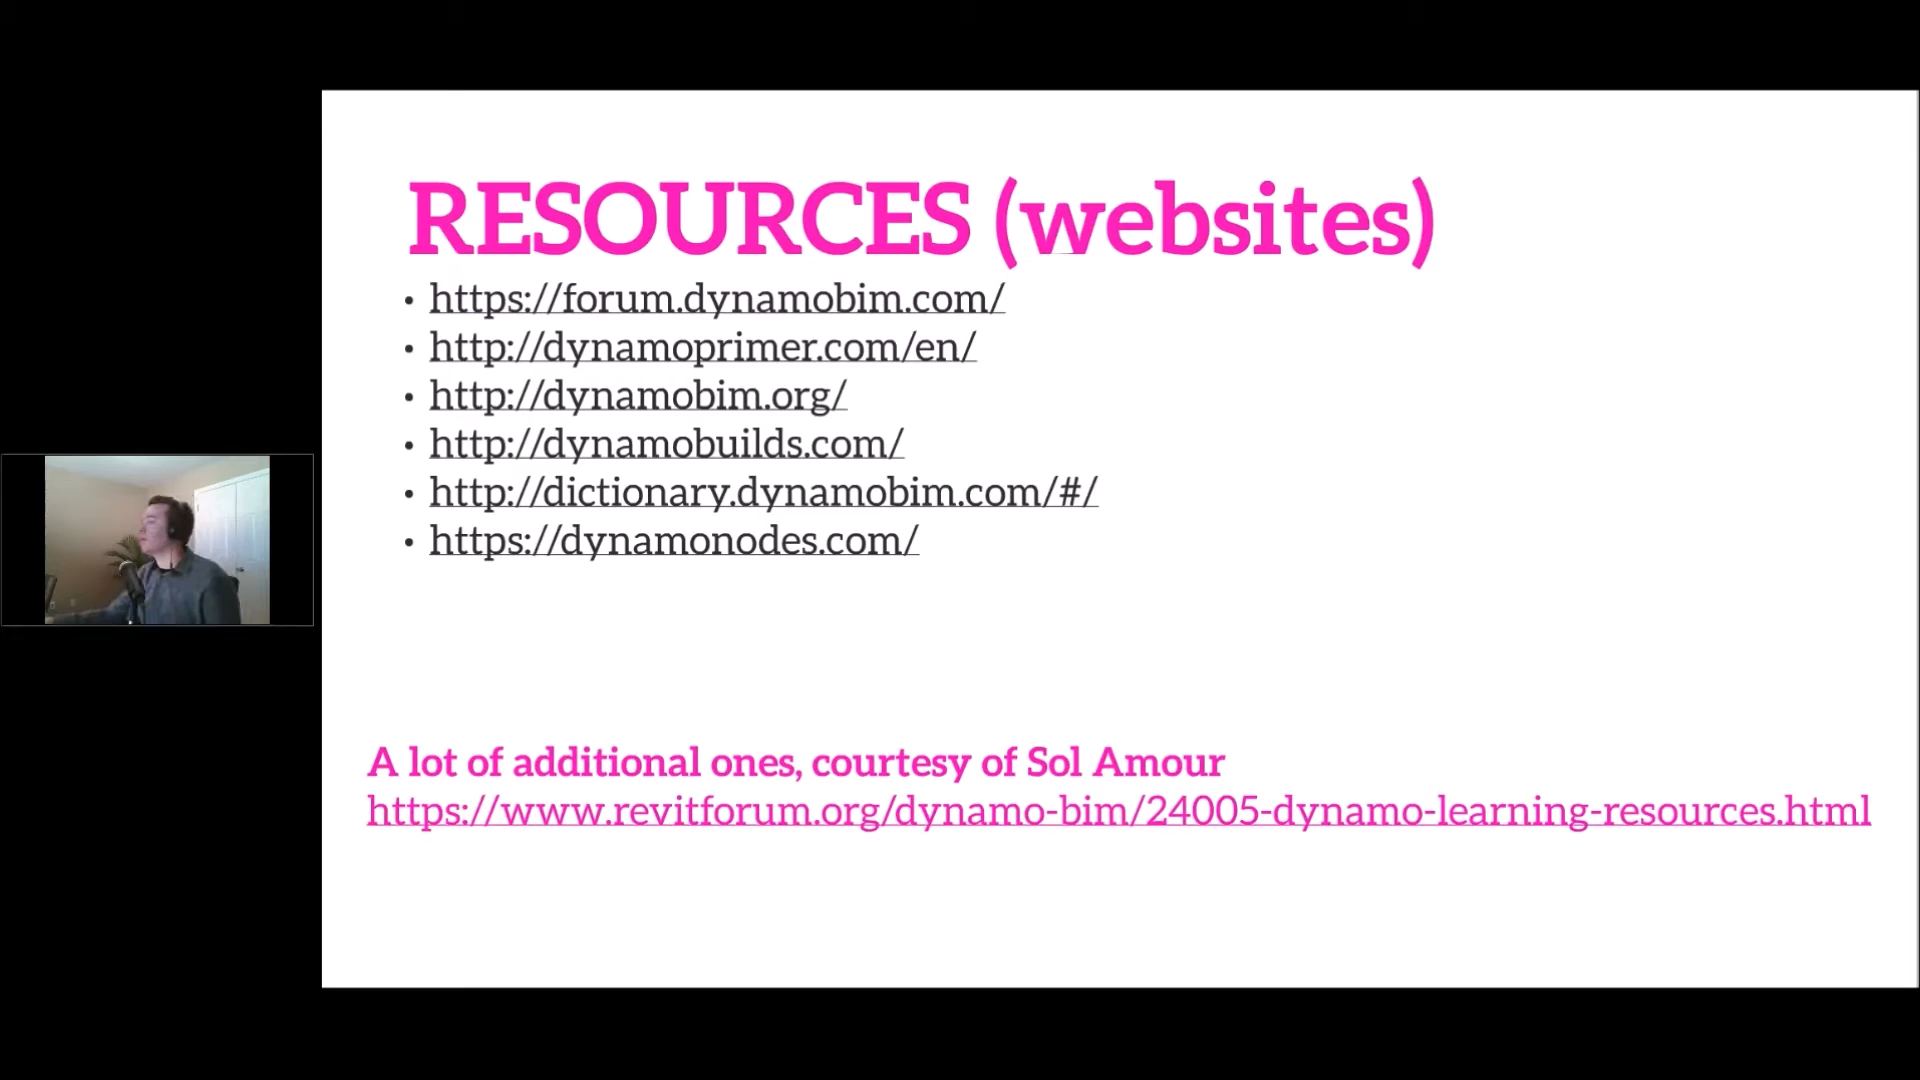 RESOURCES (websites)
• https://forum.dynamobim.com/
• http://dynamoprimer.com/en/
• http://dynamobim.org/
• http://dynamobuilds.com/
• http://dictionary.dynamobim.com/#/
• https://dynamonodes.com/
A lot of additional ones, courtesy of Sol Amour
https://www.revitforum.org/dynamo-bim/24005-dynamo-learning-resources.html